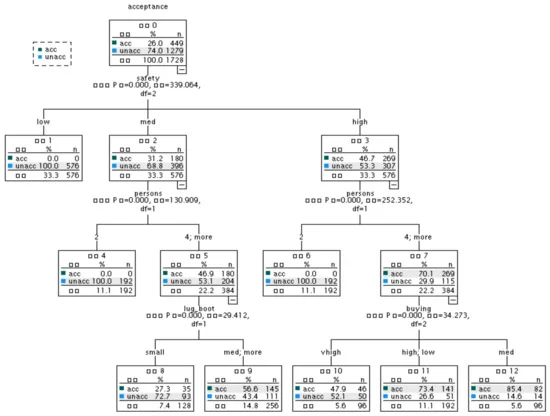 acceptance
acc
unacc
□□ 0
% n
acc 26.0 449
unacc 74.0 1279
□□ 100.0 1728
safety
□□□ P □=0.000, □□=339.064,
df=2
low med high
□□ 1
% n
acc 0.0 0
unacc 100.0 576
□□ 33.3 576
□□ 2
% n
acc 31.2 180
unacc 68.8 396
□□ 33.3 576
□□ 3
% n
acc 46.7 269
unacc 53.3 307
□□ 33.3 576
persons
□□□ P □=0.000, □□=130.909,
df=1
persons
□□□ P □=0.000, □□=252.352,
df=1
2 4; more 2 4; more
□□ 4
% n
acc 0.0 0
unacc 100.0 192
□□ 11.1 192
□□ 5
% n
acc 46.9 180
unacc 53.1 204
□□ 22.2 384
□□ 6
% n
acc 0.0 0
unacc 100.0 192
□□ 11.1 192
□□ 7
% n
acc 70.1 269
unacc 29.9 115
□□ 22.2 384
lug_boot
□□□ P □=0.000, □□=29.412,
df=1
buying
□□□ P □=0.000, □□=34.273,
df=2
small med; more vhigh high; low med
□□ 8
% n
acc 27.3 35
unacc 72.7 93
□□ 7.4 128
□□ 9
% n
acc 56.6 145
unacc 43.4 111
□□ 14.8 256
□□ 10
% n
acc 47.9 46
unacc 52.1 50
□□ 5.6 96
□□ 11
% n
acc 73.4 141
unacc 26.6 51
□□ 11.1 192
□□ 12
% n
acc 85.4 82
unacc 14.6 14
□□ 5.6 96